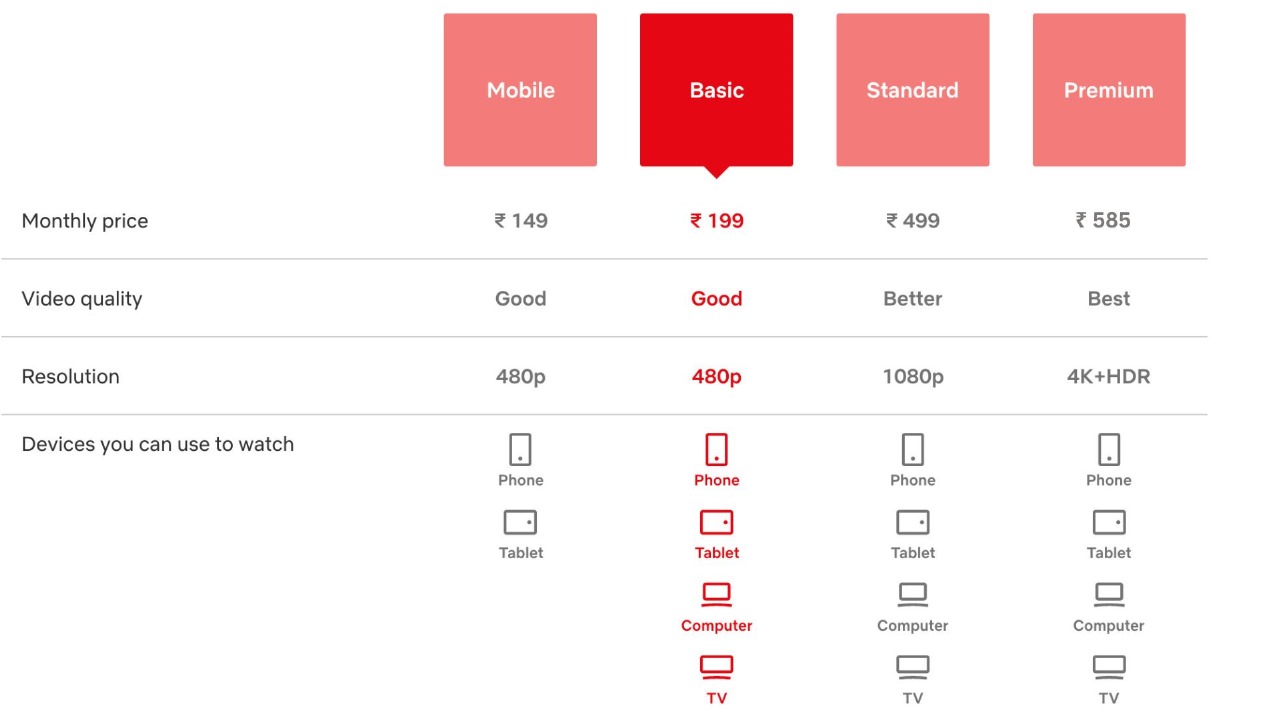 Mobile Basic Standard Premium
Monthly price ₹ 149 ₹ 199 ₹ 499 ₹ 585
Video quality Good Good Better Best
Resolution 480p 480p 1080p 4K+HDR
Devices you can use to watch
Phone Phone Phone Phone
Tablet Tablet Tablet Tablet
Computer Computer Computer
TV TV TV